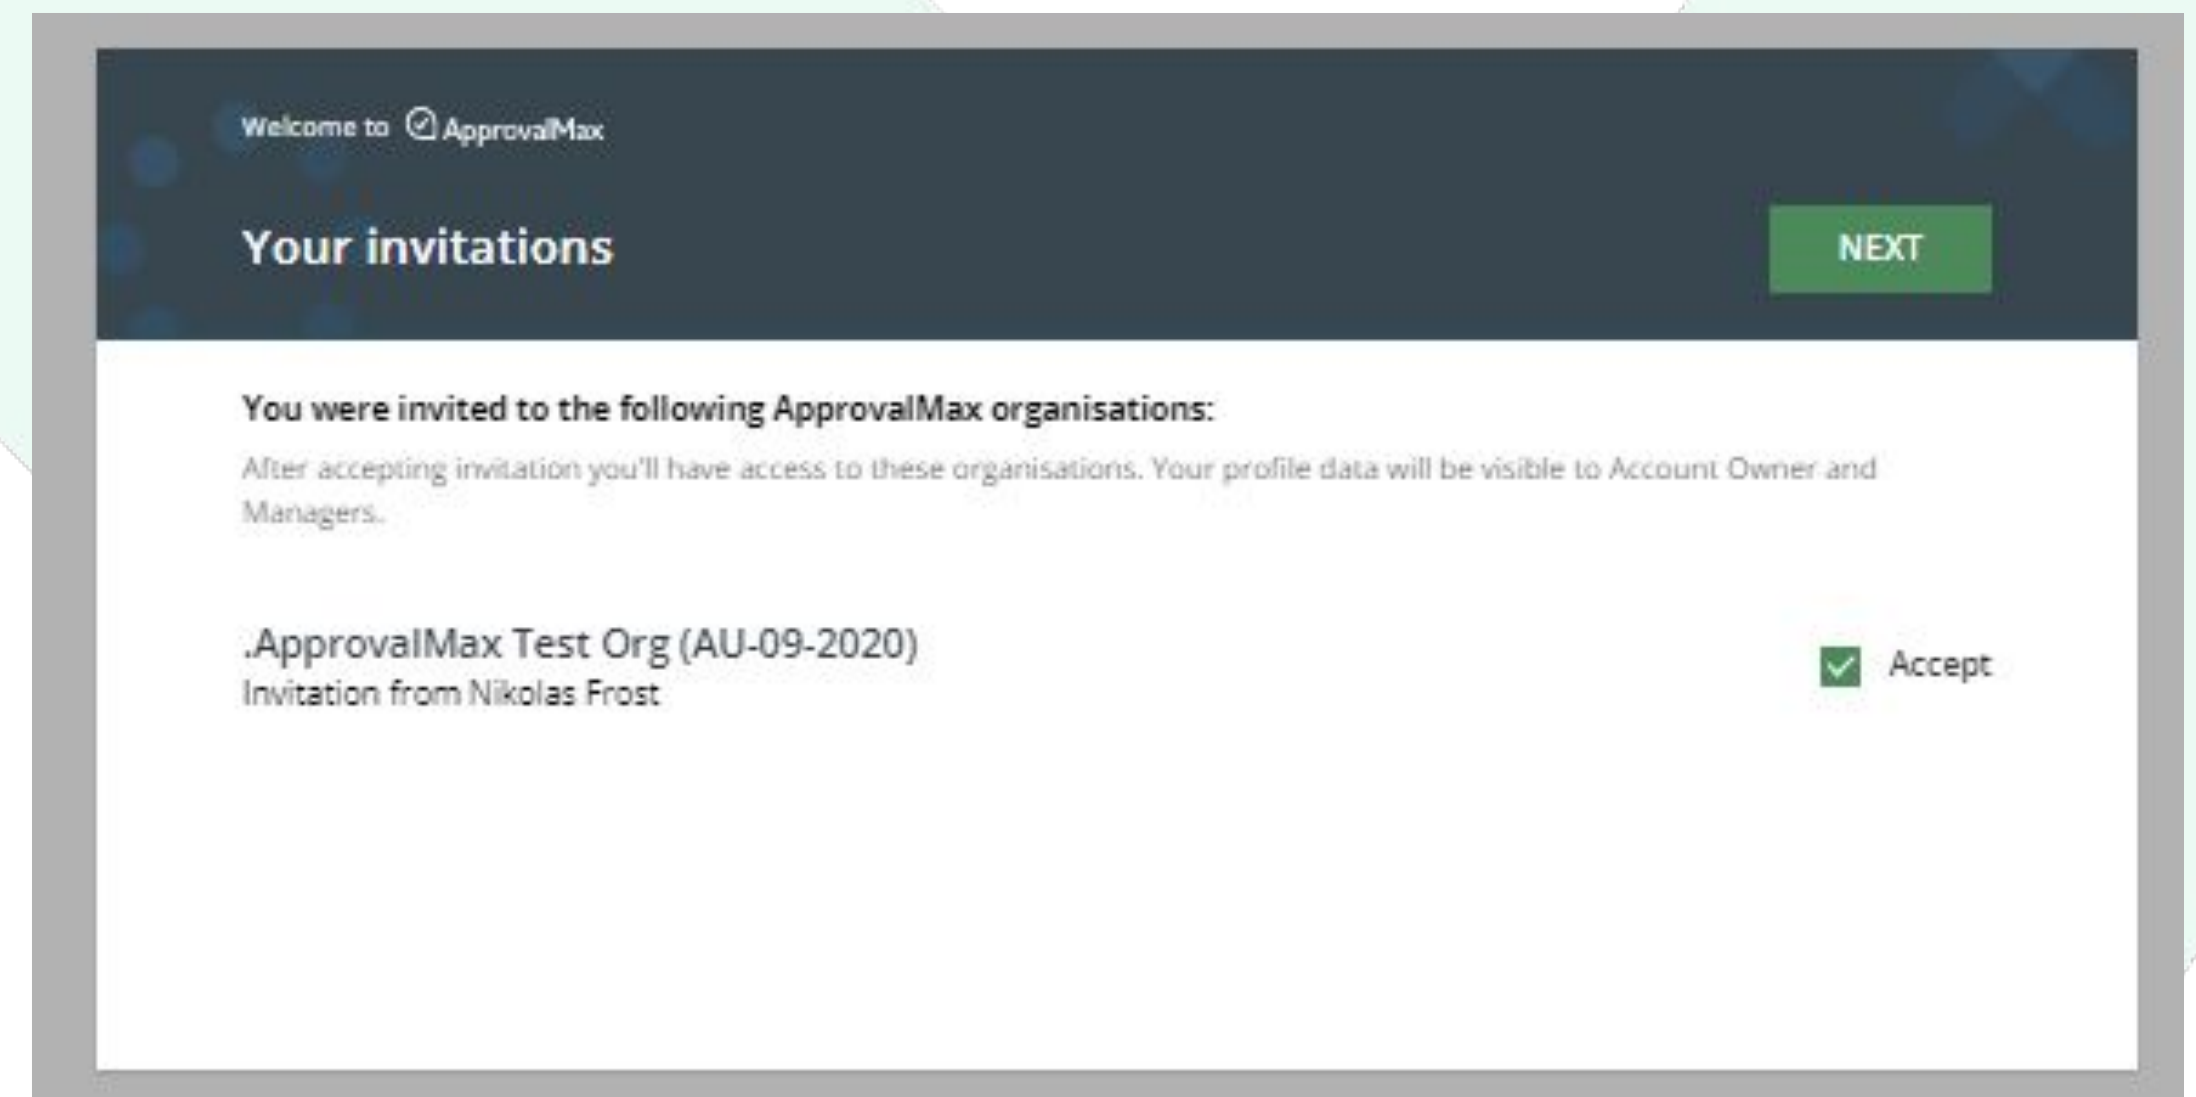 Welcome to ApprovalMax
Your invitations
NEXT
You were invited to the following ApprovalMax organisations:
After accepting invitation you'll have access to these organisations. Your profile data will be visible to Account Owner and
Managers.
.ApprovalMax Test Org (AU-09-2020)
Invitation from Nikolas Frost
Accept